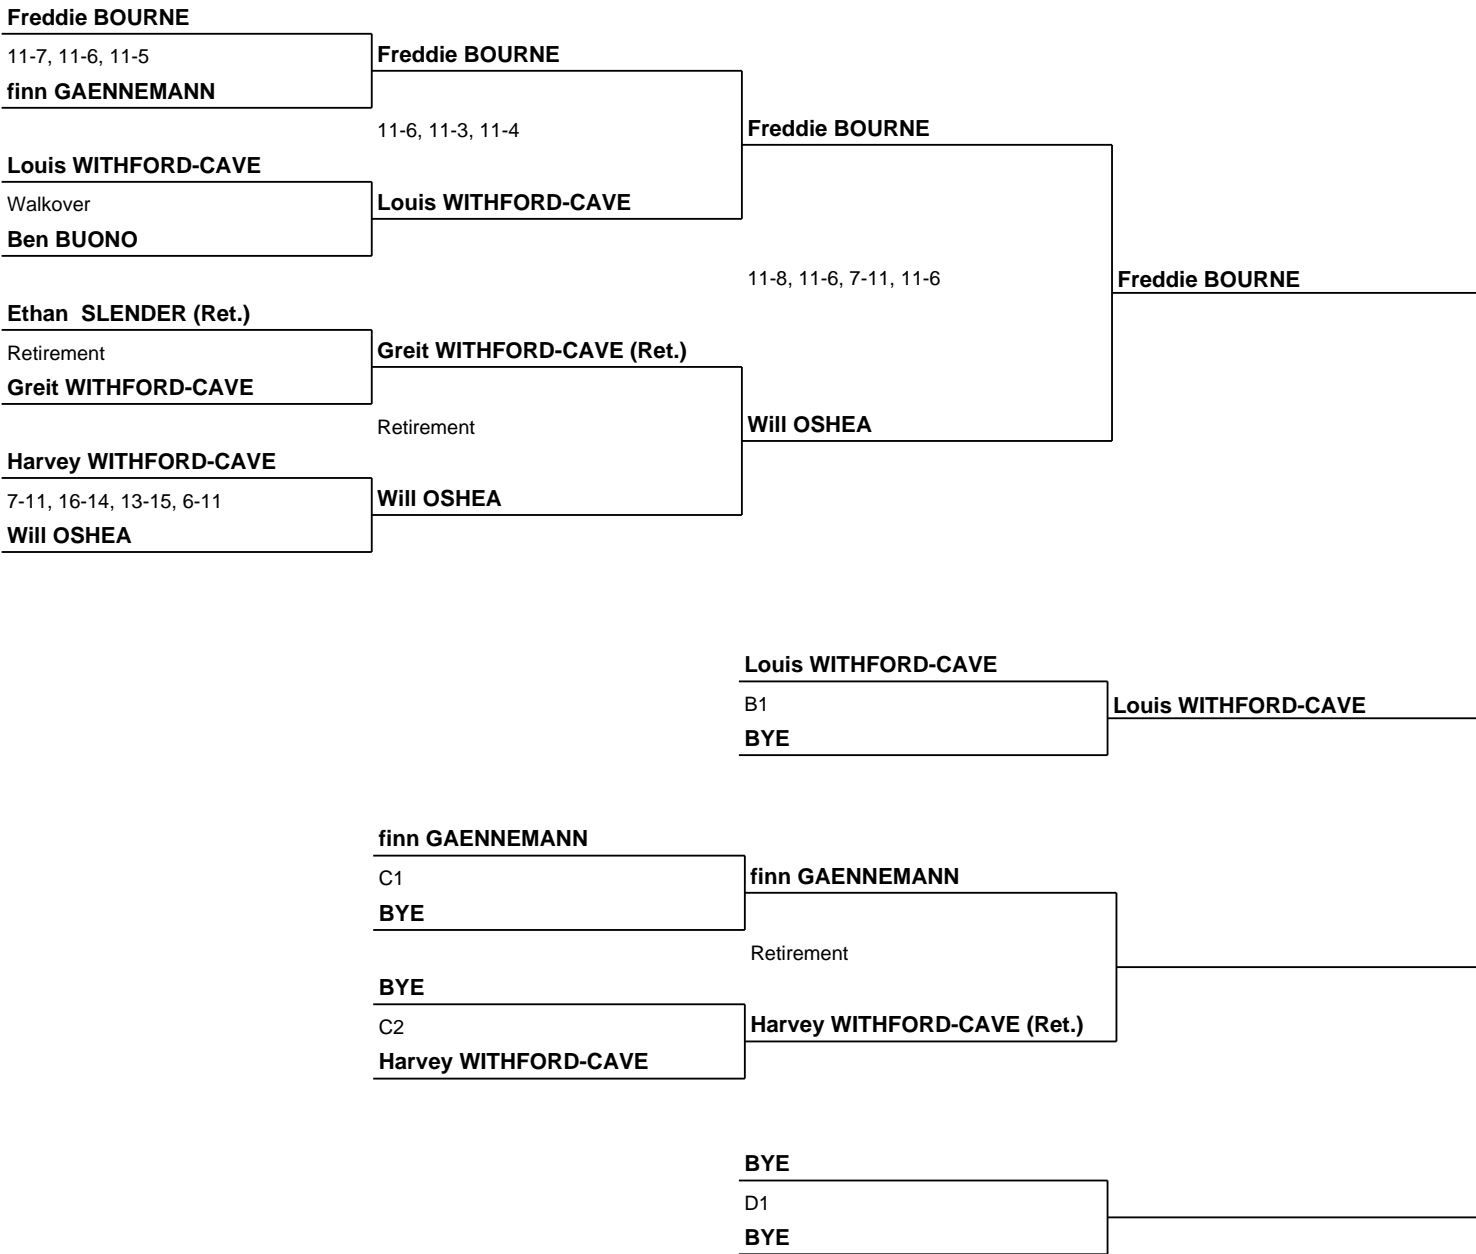 Freddie BOURNE
11-7, 11-6, 11-5
finn GAENNEMANN
Freddie BOURNE
11-6, 11-3, 11-4
Freddie BOURNE
Louis WITHFORD-CAVE
Walkover
Ben BUONO
Louis WITHFORD-CAVE
11-8, 11-6, 7-11, 11-6
Freddie BOURNE
Ethan  SLENDER (Ret.)
Retirement
Greit WITHFORD-CAVE
Greit WITHFORD-CAVE (Ret.)
Retirement
Will OSHEA
Harvey WITHFORD-CAVE
7-11, 16-14, 13-15, 6-11
Will OSHEA
Will OSHEA
Louis WITHFORD-CAVE
B1
BYE
Louis WITHFORD-CAVE
finn GAENNEMANN
C1
BYE
finn GAENNEMANN
Retirement
BYE
C2
Harvey WITHFORD-CAVE
Harvey WITHFORD-CAVE (Ret.)
BYE
D1
BYE